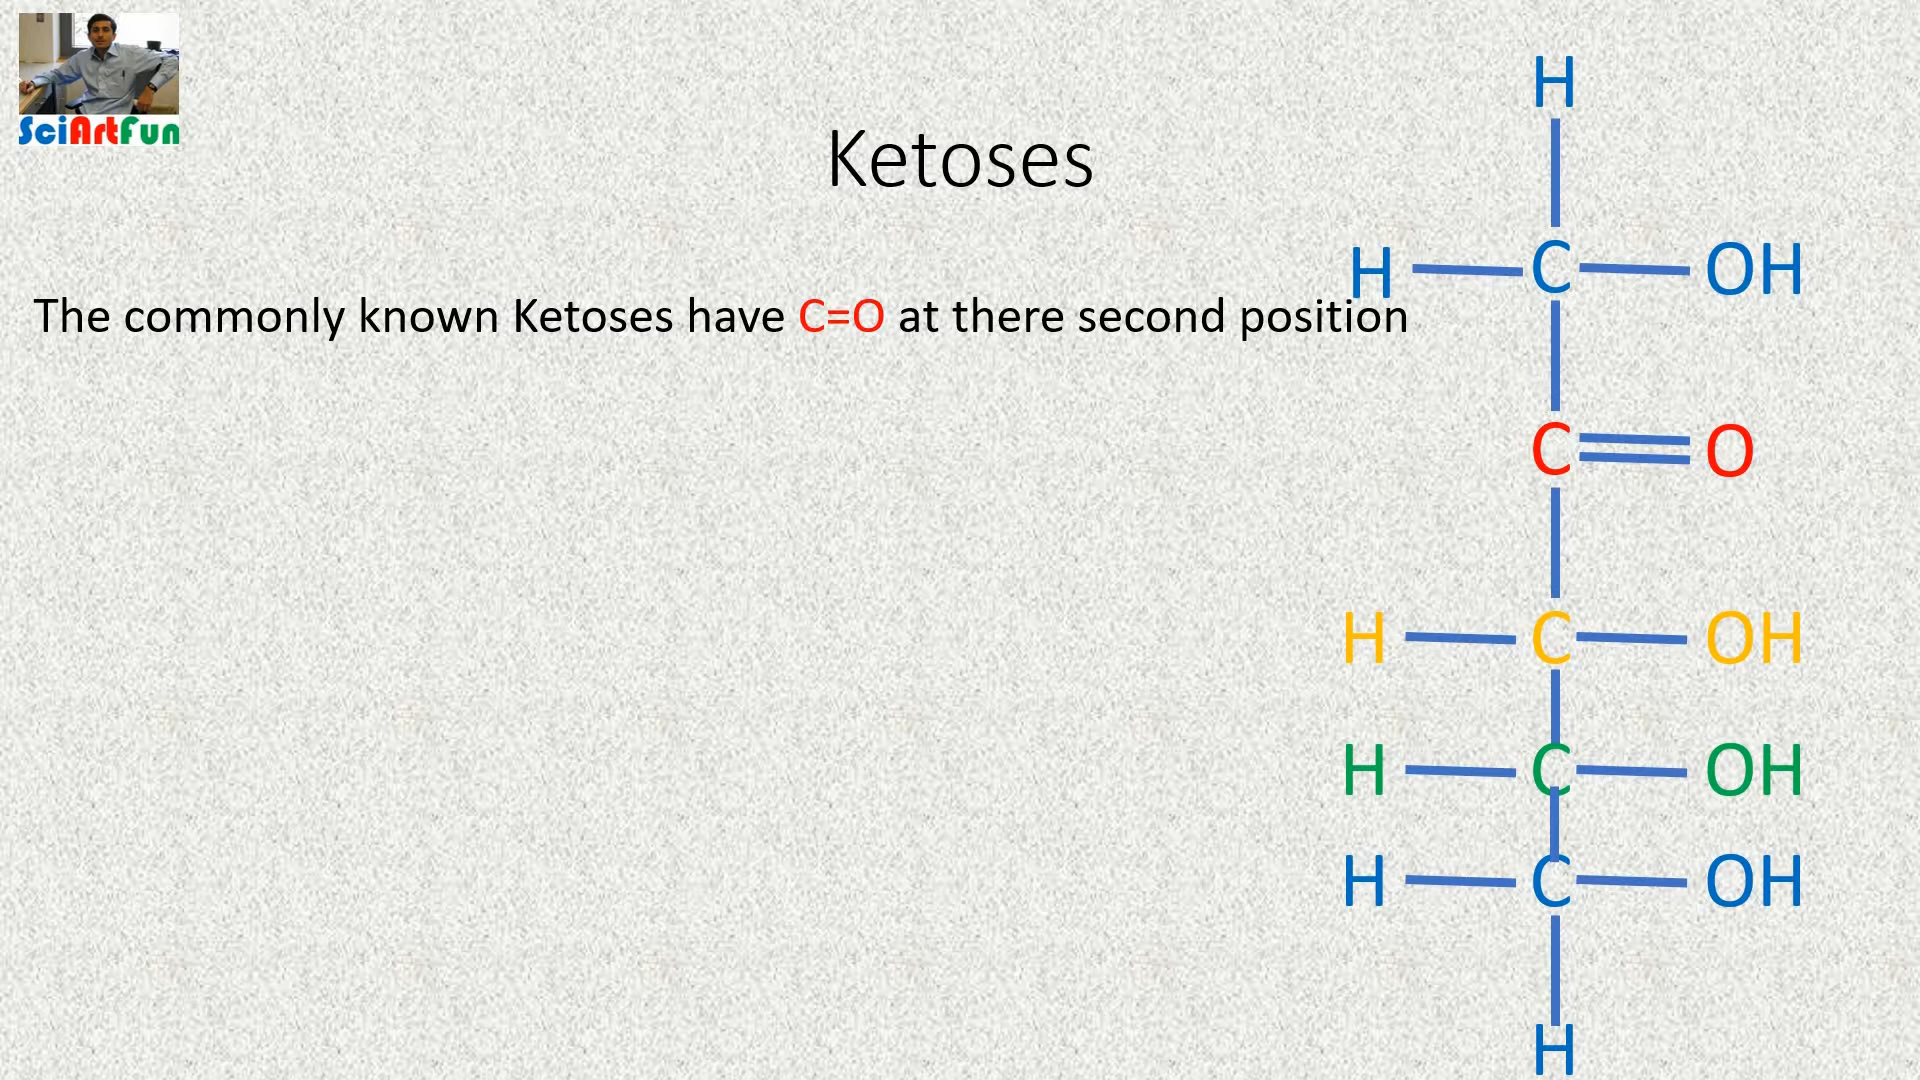 SciArtFun
Ketoses
The commonly known Ketoses have C=O at there second position
H
H C OH
C O
H C OH
H C OH
H C OH
H